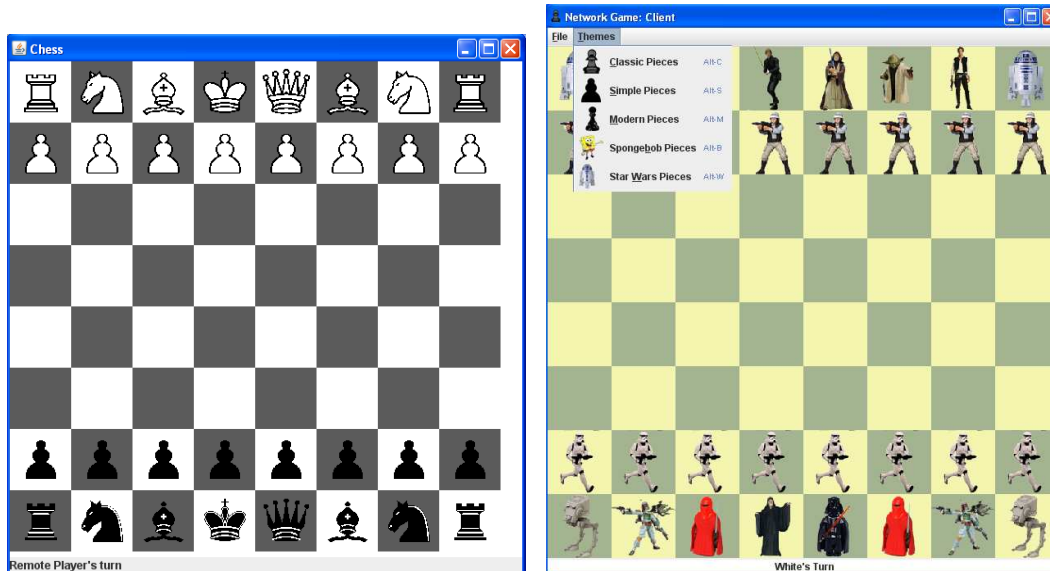 Chess
Remote Player's turn
Network Game: Client
File Themes
Classic Pieces Alt-C
Simple Pieces Alt-S
Modern Pieces Alt-M
Spongebob Pieces Alt-B
Star Wars Pieces Alt-W
White's Turn